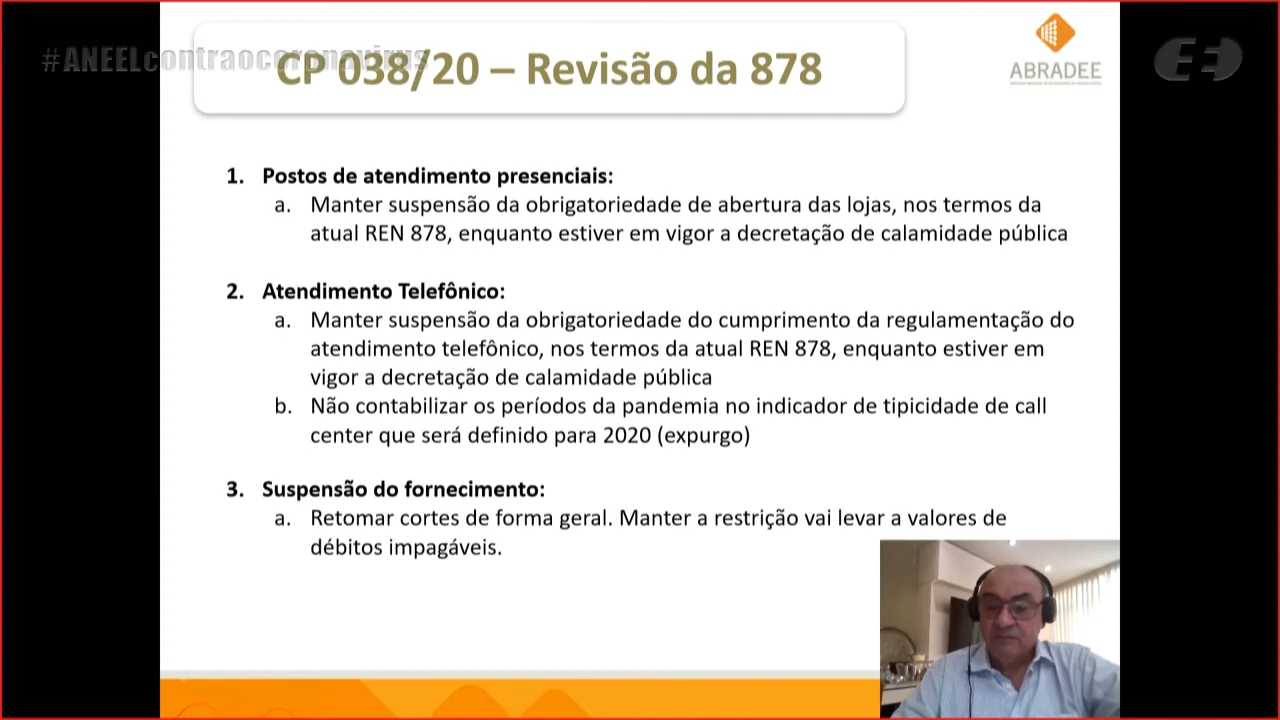 #ANEELcontraocoronavirus
CP 038/20 – Revisão da 878
ABRADEE
1. Postos de atendimento presenciais:
a. Manter suspensão da obrigatoriedade de abertura das lojas, nos termos da
atual REN 878, enquanto estiver em vigor a decretação de calamidade pública
2. Atendimento Telefônico:
a. Manter suspensão da obrigatoriedade do cumprimento da regulamentação do
atendimento telefônico, nos termos da atual REN 878, enquanto estiver em
vigor a decretação de calamidade pública
b. Não contabilizar os períodos da pandemia no indicador de tipicidade de call
center que será definido para 2020 (expurgo)
3. Suspensão do fornecimento:
a. Retomar cortes de forma geral. Manter a restrição vai levar a valores de
débitos impagáveis.